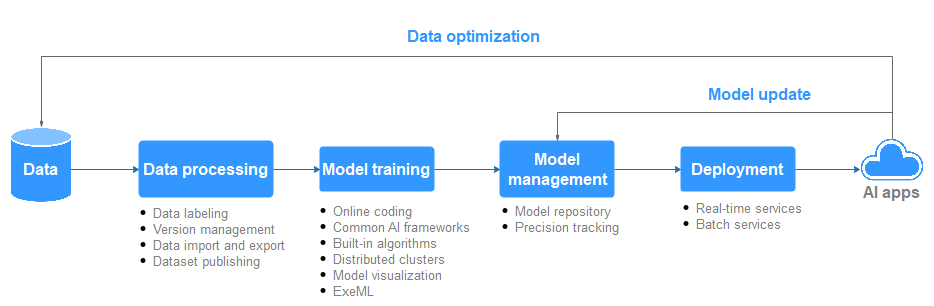 Data optimization
Model update
Data
Data processing
Model training
Model
management
Deployment
AI apps
• Data labeling
• Version management
• Data import and export
• Dataset publishing
• Online coding
• Common AI frameworks
• Built-in algorithms
• Distributed clusters
• Model visualization
• ExeML
• Model repository
• Precision tracking
• Real-time services
• Batch services